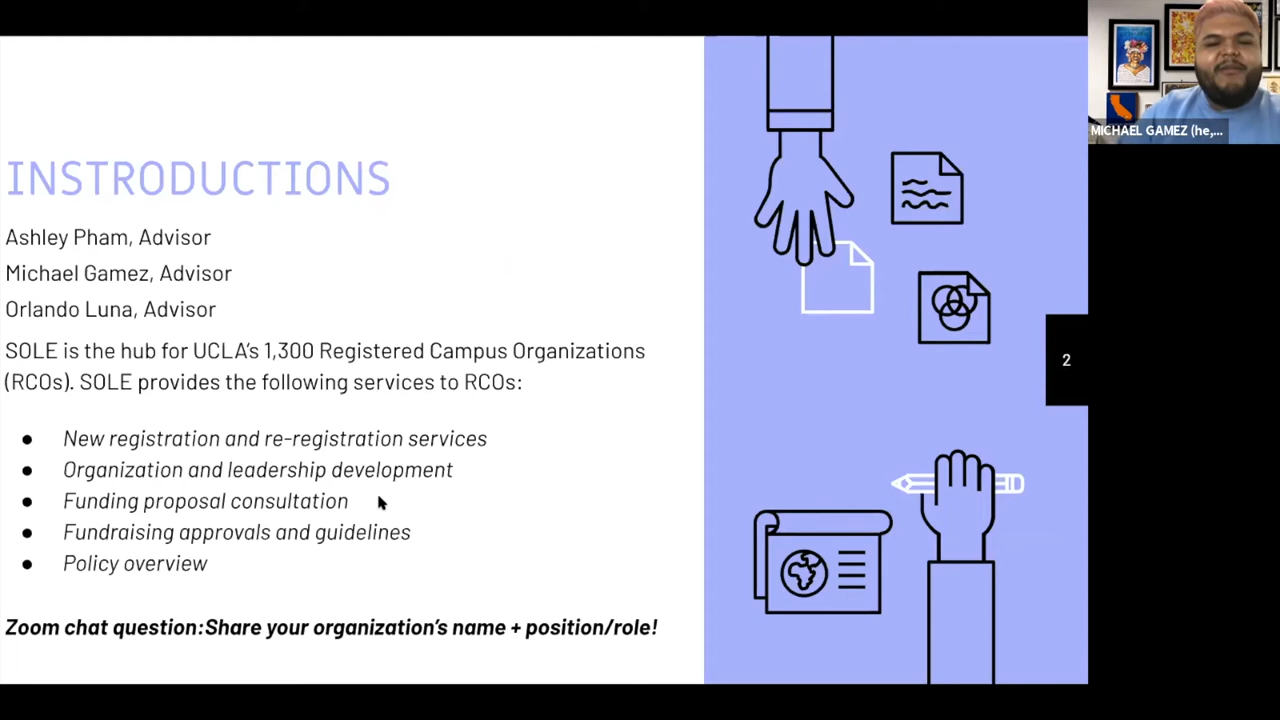 INSTRODUCTIONS
Ashley Pham, Advisor
Michael Gamez, Advisor
Orlando Luna, Advisor
SOLE is the hub for UCLA’s 1,300 Registered Campus Organizations
(RCOs). SOLE provides the following services to RCOs:
● New registration and re-registration services
● Organization and leadership development
● Funding proposal consultation
● Fundraising approvals and guidelines
● Policy overview
Zoom chat question:Share your organization’s name + position/role!
2
MICHAEL GAMEZ (he,...